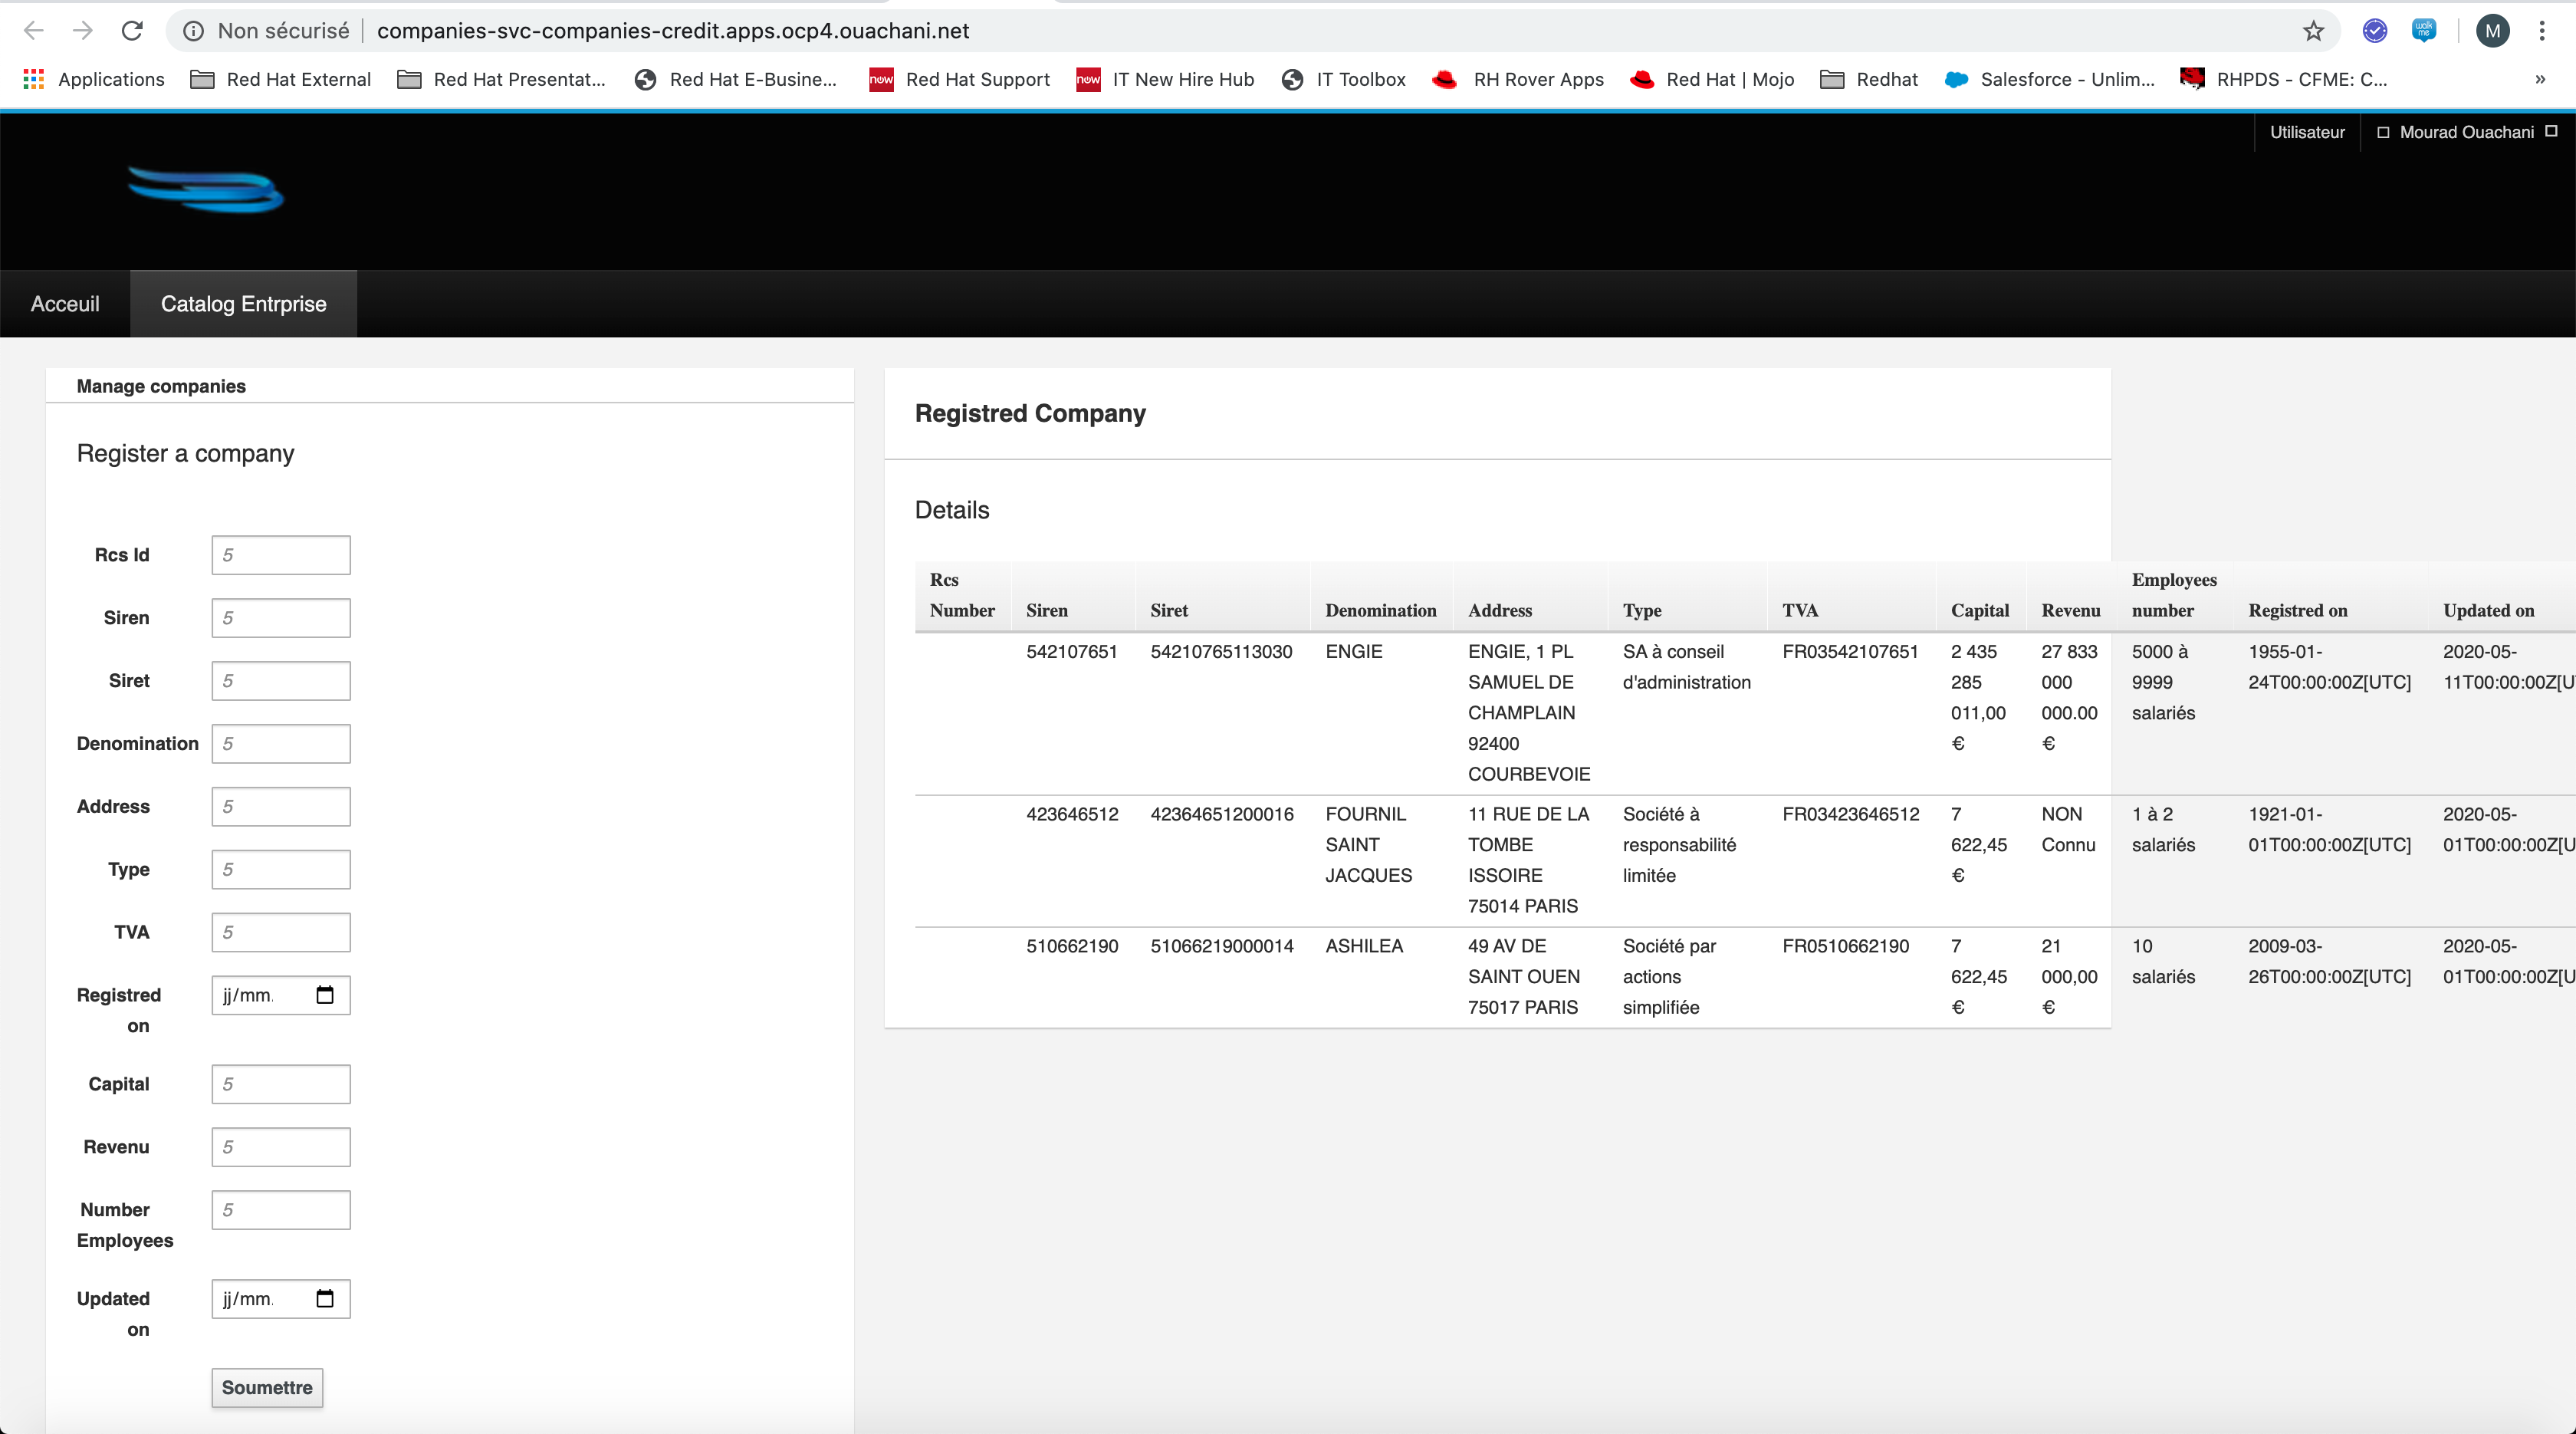 Non sécurisé companies-svc-companies-credit.apps.ocp4.ouachani.net M
Applications Red Hat External Red Hat Presentat... Red Hat E-Busine... now Red Hat Support now IT New Hire Hub IT Toolbox RH Rover Apps Red Hat | Mojo Redhat Salesforce - Unlim... RHPDS - CFME: C... »
Utilisateur Mourad Ouachani
Acceuil Catalog Entrprise
Manage companies
Register a company
Rcs Id 5
Siren 5
Siret 5
Denomination 5
Address 5
Type 5
TVA 5
Registred jj/mm.
on
Capital 5
Revenu 5
Number 5
Employees
Updated jj/mm.
on
Soumettre
Registred Company
Details
Rcs Employees
Number Siren Siret Denomination Address Type TVA Capital Revenu number Registred on Updated on
542107651 54210765113030 ENGIE ENGIE, 1 PL SA à conseil FR03542107651 2 435 27 833 5000 à 1955-01- 2020-05-
SAMUEL DE d'administration 285 000 9999 24T00:00:00Z[UTC] 11T00:00:00Z[U
CHAMPLAIN 011,00 000.00 salariés
92400 € €
COURBEVOIE
423646512 42364651200016 FOURNIL 11 RUE DE LA Société à FR03423646512 7 NON 1 à 2 1921-01- 2020-05-
SAINT TOMBE responsabilité 622,45 Connu salariés 01T00:00:00Z[UTC] 01T00:00:00Z[U
JACQUES ISSOIRE limitée €
75014 PARIS
510662190 51066219000014 ASHILEA 49 AV DE Société par FR0510662190 7 21 10 2009-03- 2020-05-
SAINT OUEN actions 622,45 000,00 salariés 26T00:00:00Z[UTC] 01T00:00:00Z[U
75017 PARIS simplifiée € €